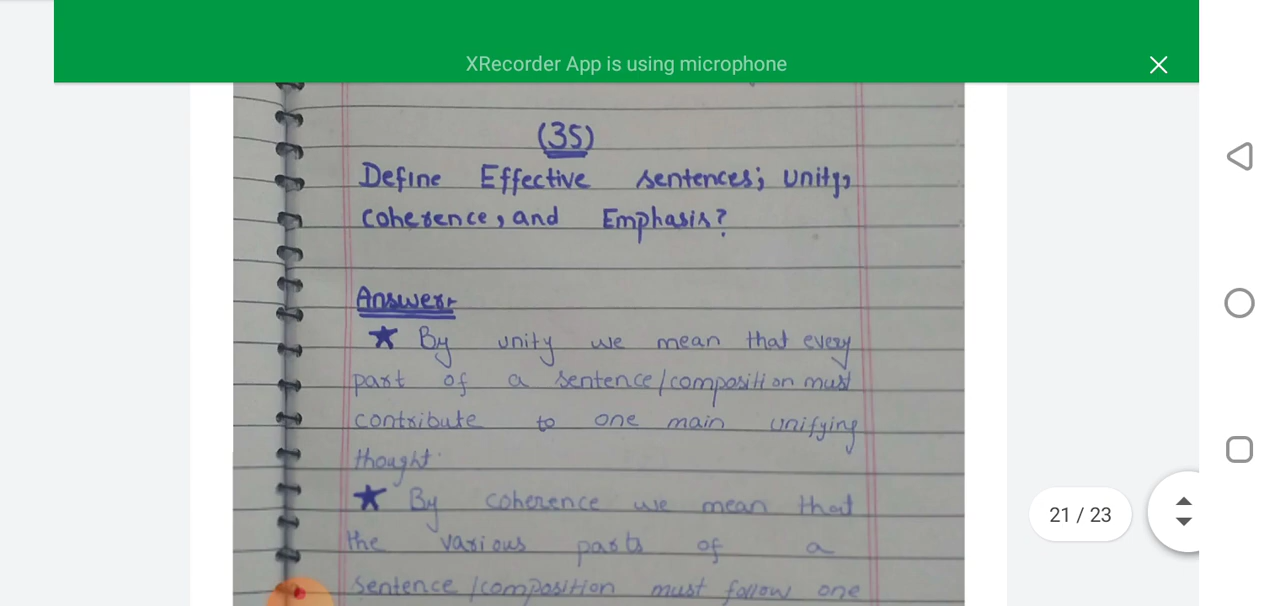 XRecorder App is using microphone
(35)
Define Effective sentences; unity,
coherence, and Emphasis?
Answer:-
★ By unity we mean that every
part of a sentence/composition must
contribute to one main unifying
thought.
★ By coherence we mean that
the various parts of a
sentence/composition must follow one
21 / 23